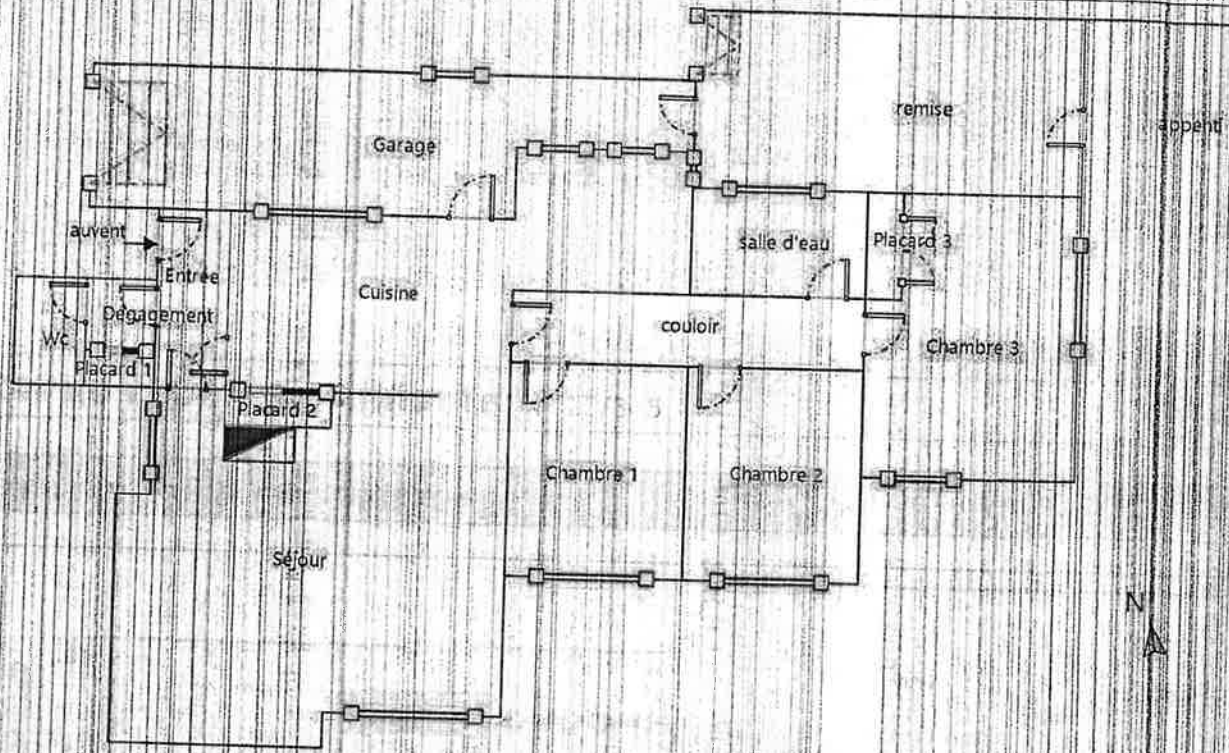 remise
appenti
Garage
auvent
salle d'eau
Placard 3
Entrée
Cuisine
Dégagement
WC
couloir
Chambre 3
Placard 1
Placard 2
Chambre 1
Chambre 2
Séjour
N